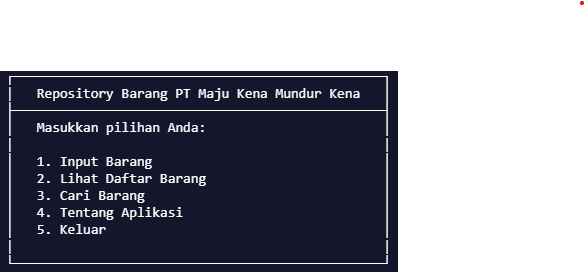 Repository Barang PT Maju Kena Mundur Kena
Masukkan pilihan Anda:
1. Input Barang
2. Lihat Daftar Barang
3. Cari Barang
4. Tentang Aplikasi
5. Keluar